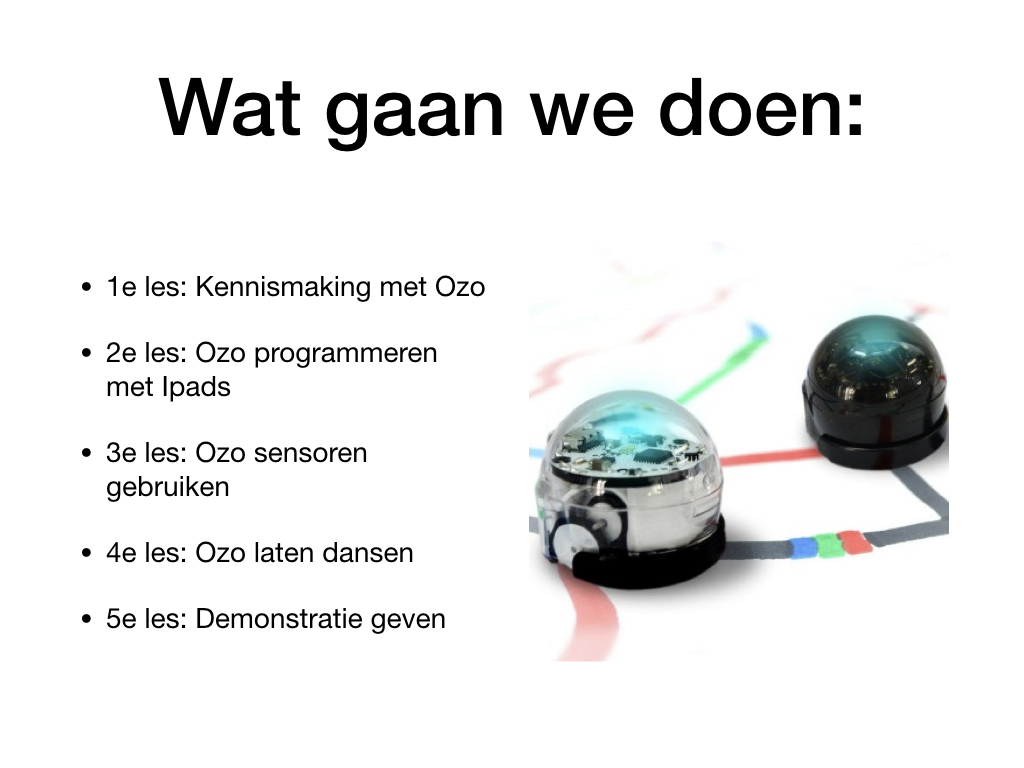 Wat gaan we doen:
• 1e les: Kennismaking met Ozo
• 2e les: Ozo programmeren
met Ipads
• 3e les: Ozo sensoren
gebruiken
• 4e les: Ozo laten dansen
• 5e les: Demonstratie geven